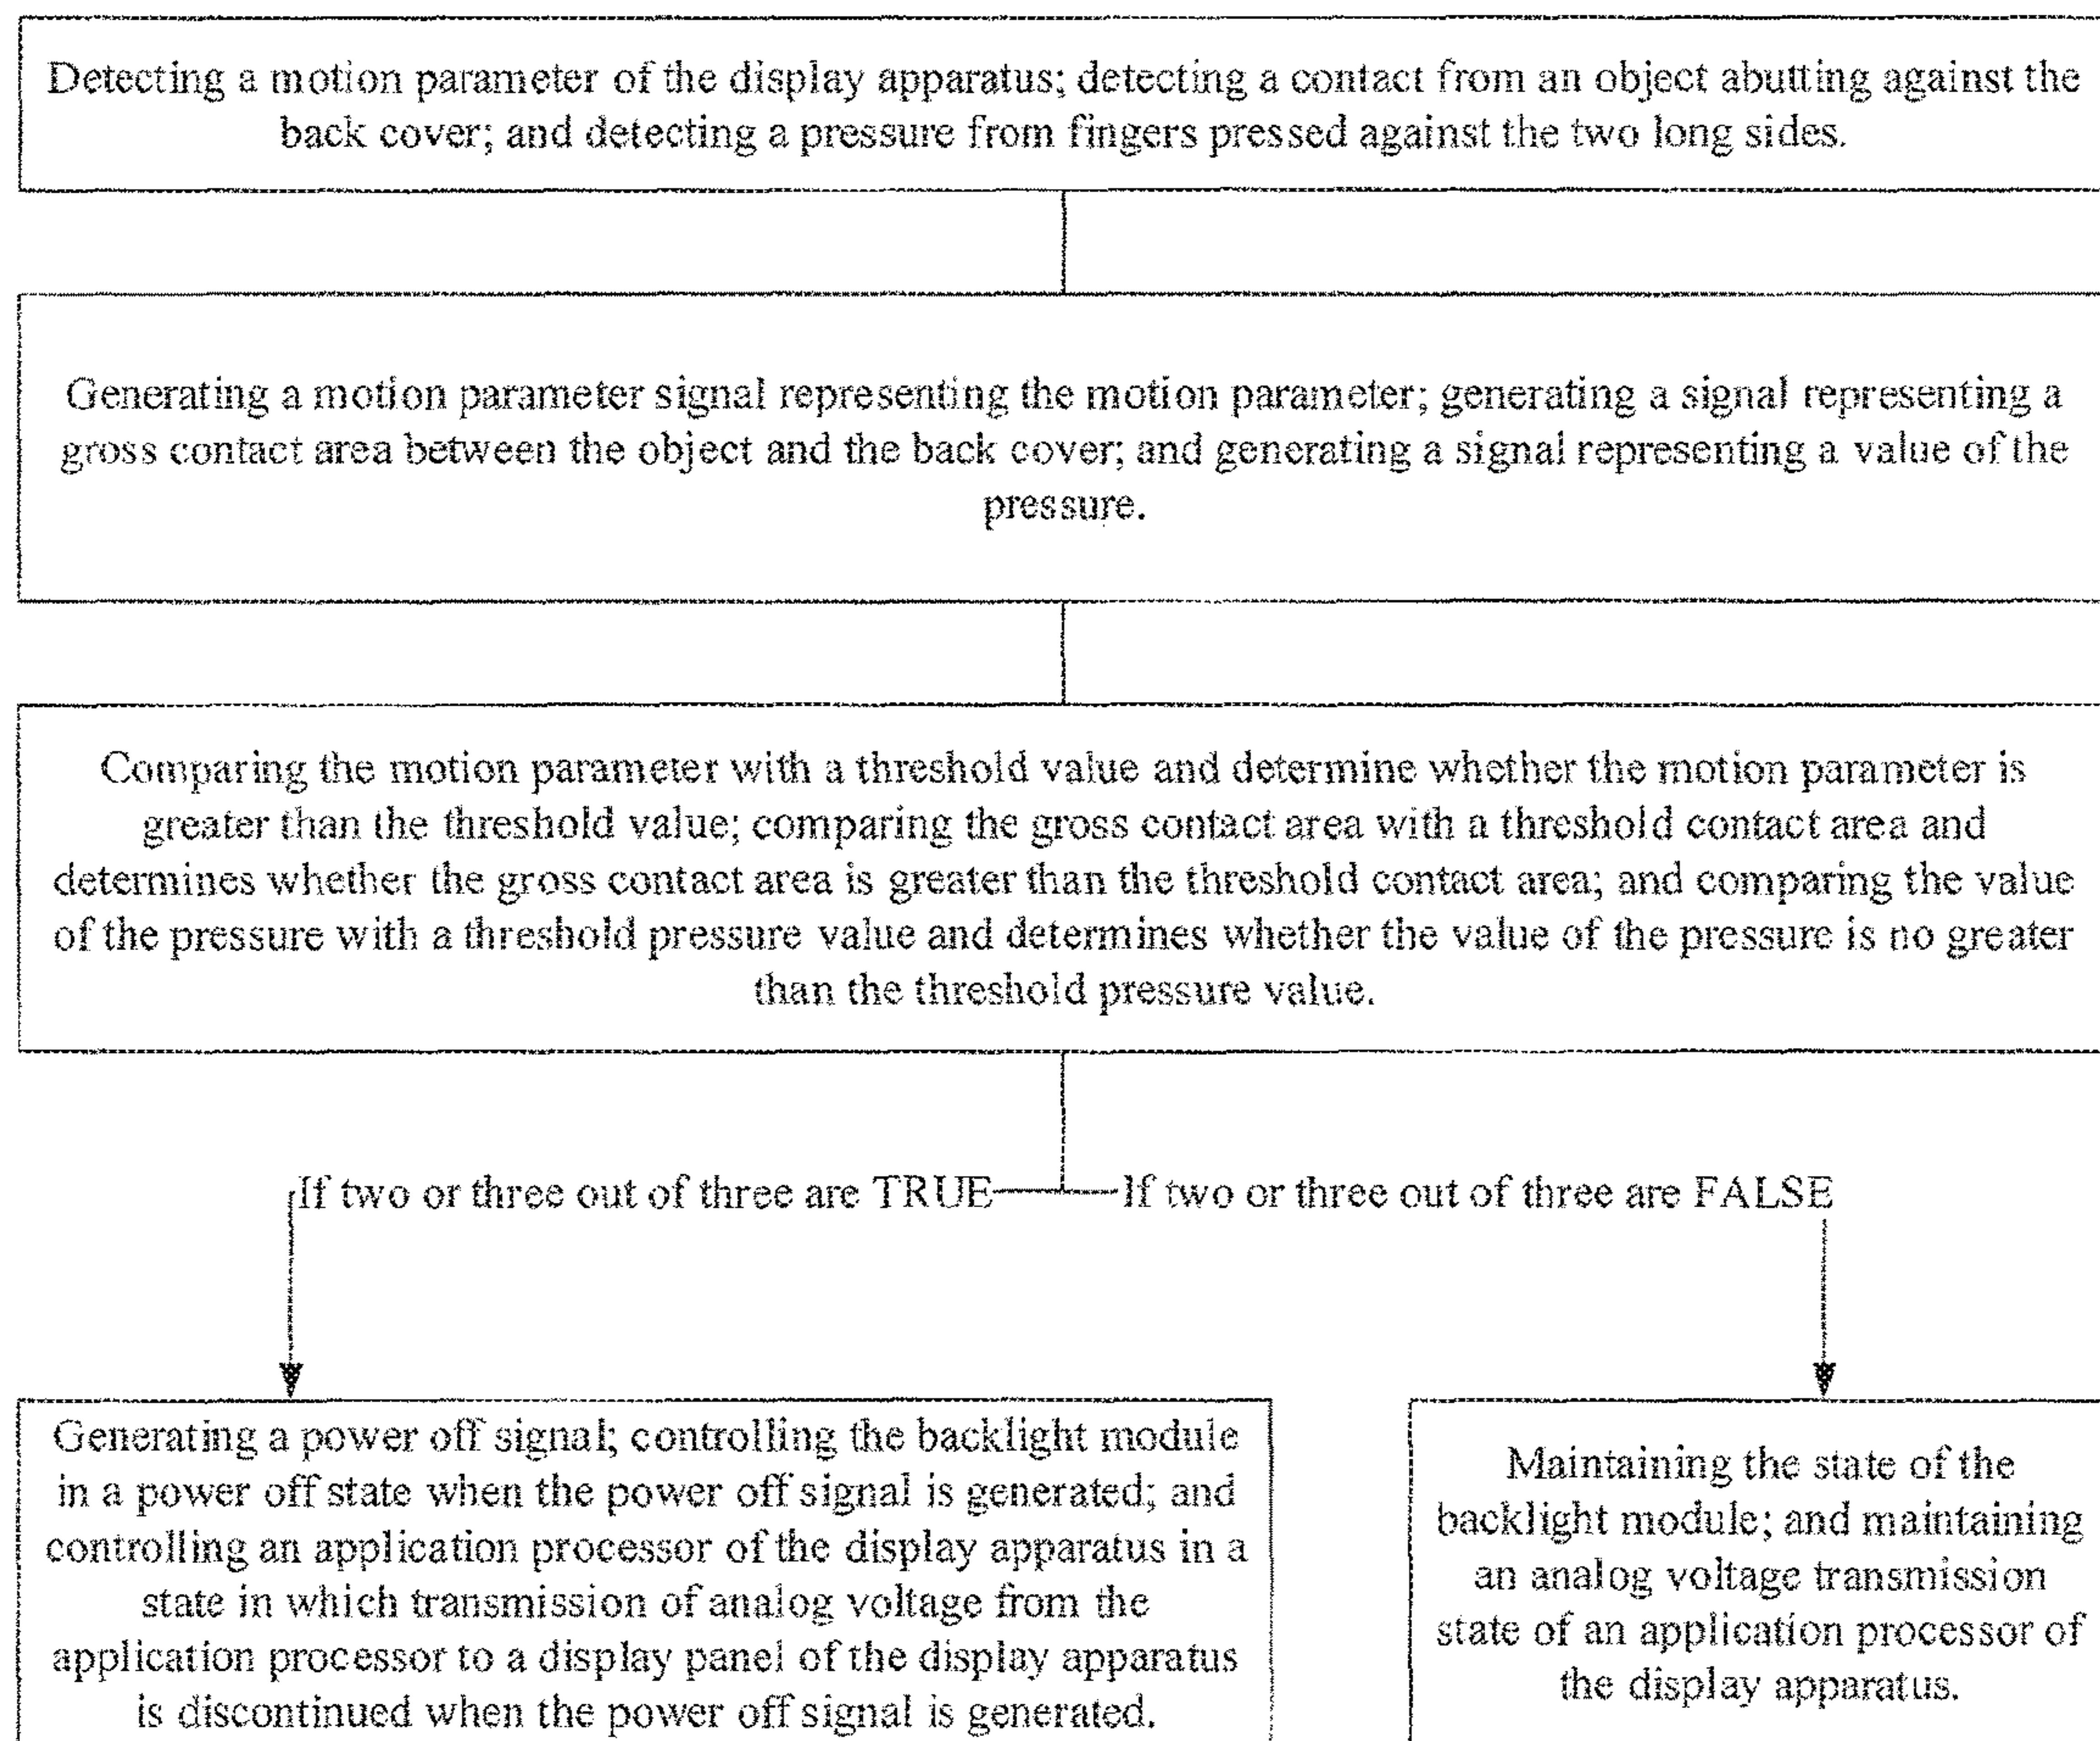 Detecting a motion parameter of the display apparatus; detecting a contact from an object abutting against the
back cover; and detecting a pressure from fingers pressed against the two long sides.
Generating a motion parameter signal representing the motion parameter; generating a signal representing a
gross contact area between the object and the back cover; and generating a signal representing a value of the
pressure.
Comparing the motion parameter with a threshold value and determine whether the motion parameter is
greater than the threshold value; comparing the gross contact area with a threshold contact area and
determines whether the gross contact area is greater than the threshold contact area; and comparing the value
of the pressure with a threshold pressure value and determines whether the value of the pressure is no greater
than the threshold pressure value.
If two or three out of three are TRUE
If two or three out of three are FALSE
Generating a power off signal; controlling the backlight module
in a power off state when the power off signal is generated; and
controlling an application processor of the display apparatus in a
state in which transmission of analog voltage from the
application processor to a display panel of the display apparatus
is discontinued when the power off signal is generated.
Maintaining the state of the
backlight module; and maintaining
an analog voltage transmission
state of an application processor of
the display apparatus.